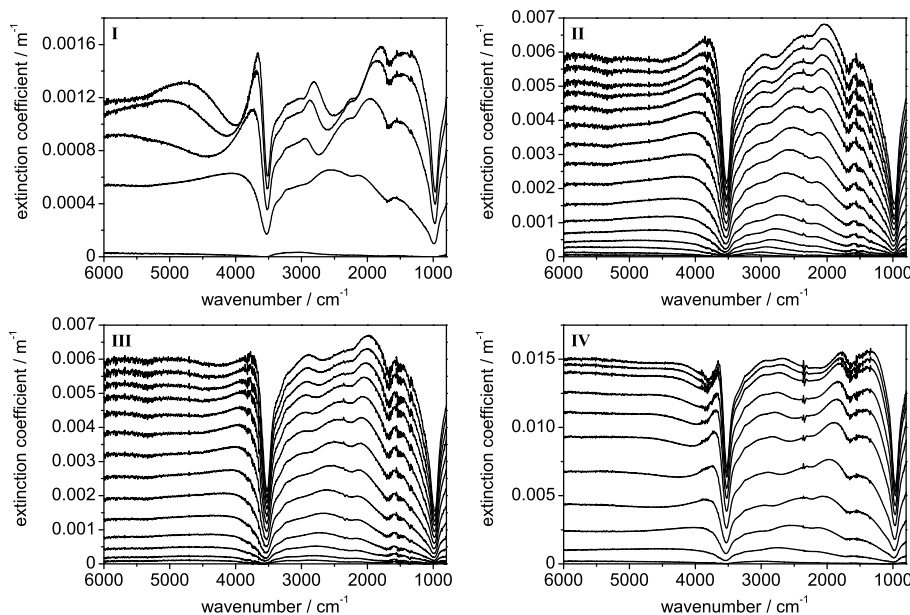 I
extinction coefficient / m⁻¹
0.0016
0.0012
0.0008
0.0004
0
6000 5000 4000 3000 2000 1000
wavenumber / cm⁻¹
II
extinction coefficient / m⁻¹
0.007
0.006
0.005
0.004
0.003
0.002
0.001
0
6000 5000 4000 3000 2000 1000
wavenumber / cm⁻¹
III
extinction coefficient / m⁻¹
0.007
0.006
0.005
0.004
0.003
0.002
0.001
0
6000 5000 4000 3000 2000 1000
wavenumber / cm⁻¹
IV
extinction coefficient / m⁻¹
0.015
0.010
0.005
0
6000 5000 4000 3000 2000 1000
wavenumber / cm⁻¹